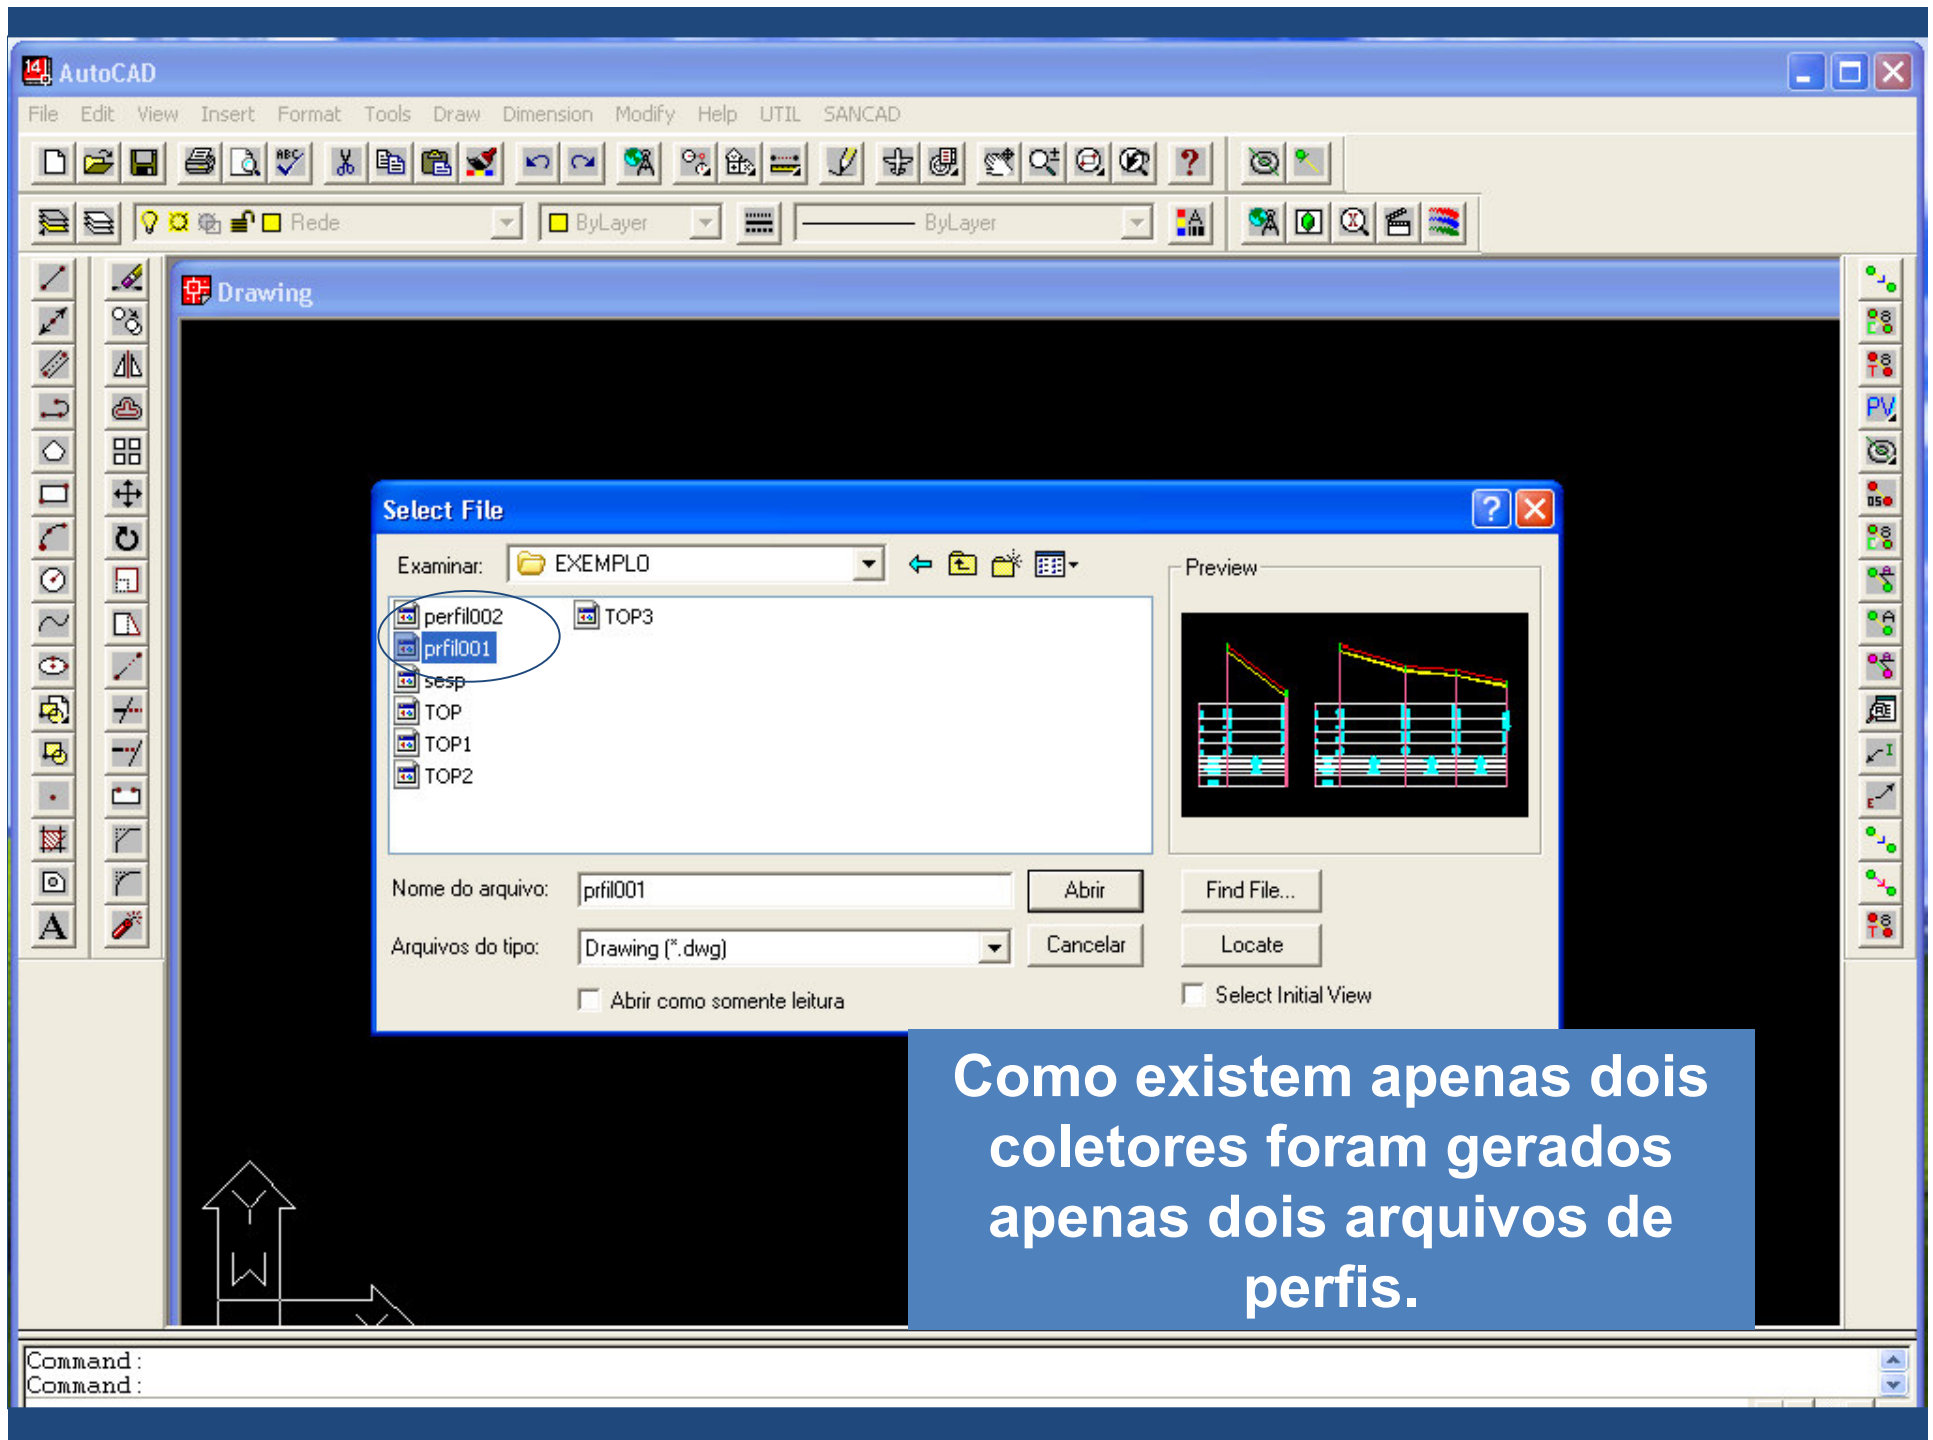 AutoCAD
File Edit View Insert Format Tools Draw Dimension Modify Help UTIL SANCAD
Rede
ByLayer
ByLayer
Drawing
Select File
Examinar:
EXEMPLO
Preview
perfil002
TOP3
prfil001
sesp
TOP
TOP1
TOP2
Nome do arquivo:
prfil001
Abrir
Find File...
Arquivos do tipo:
Drawing (*.dwg)
Cancelar
Locate
Abrir como somente leitura
Select Initial View
Como existem apenas dois
coletores foram gerados
apenas dois arquivos de
perfis.
Command:
Command: